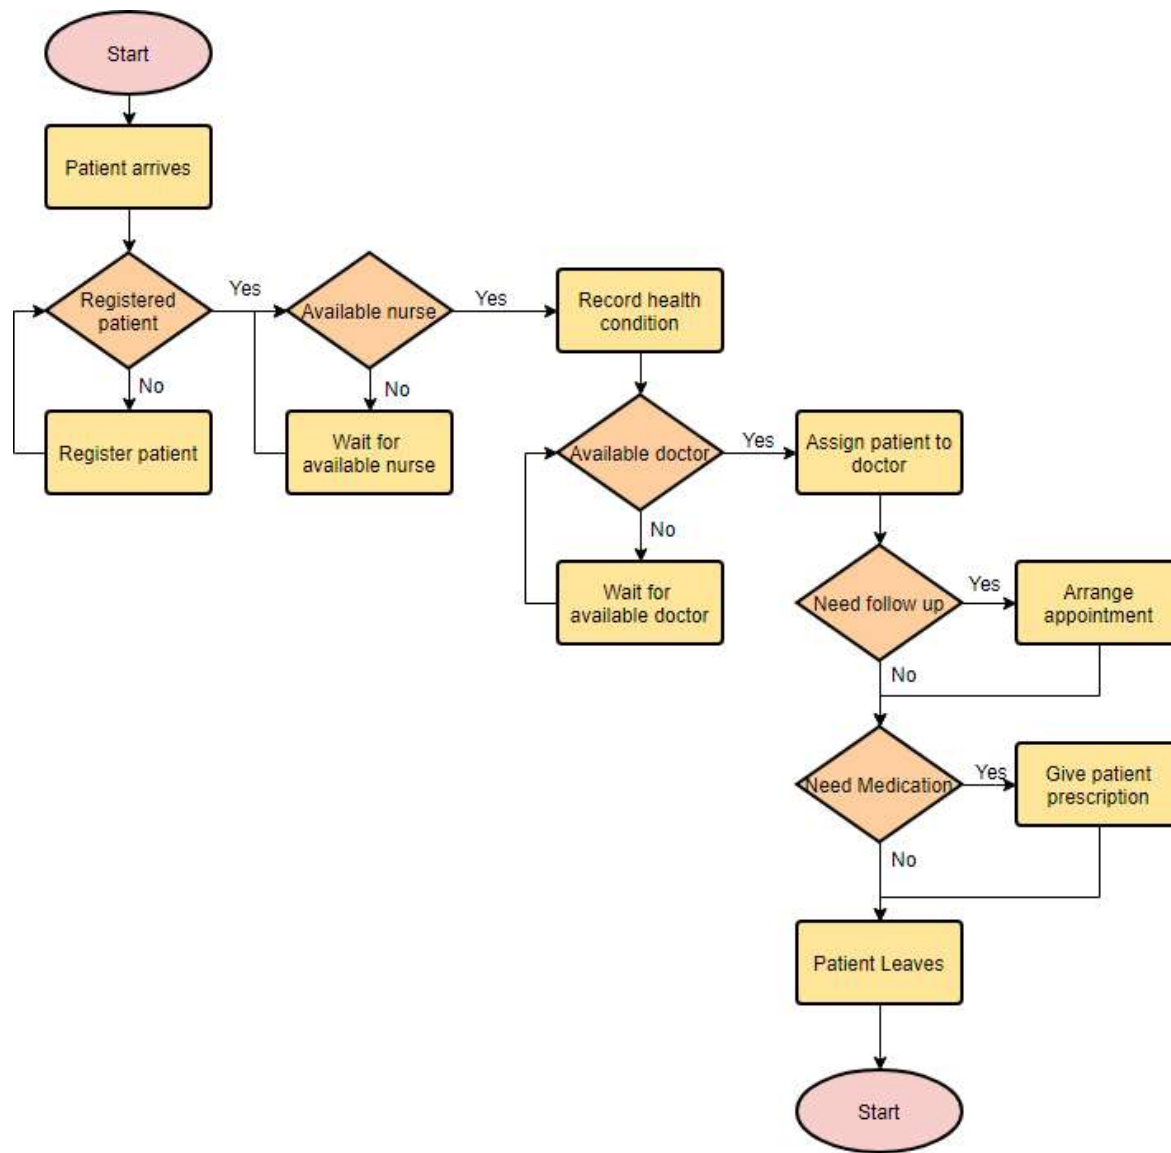 Start
Patient arrives
Registered
patient
Yes
No
Register patient
Available nurse
Yes
No
Wait for
available nurse
Record health
condition
Available doctor
Yes
No
Wait for
available doctor
Assign patient to
doctor
Need follow up
Yes
Arrange
appointment
No
Need Medication
Yes
Give patient
prescription
No
Patient Leaves
Start